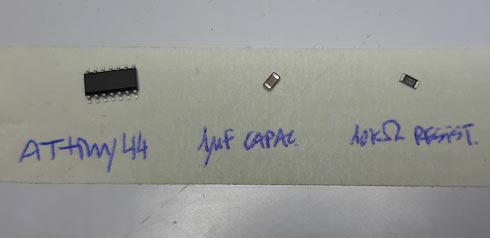 ATtiny44 1µF CAPAC. 10KΩ RESIST.